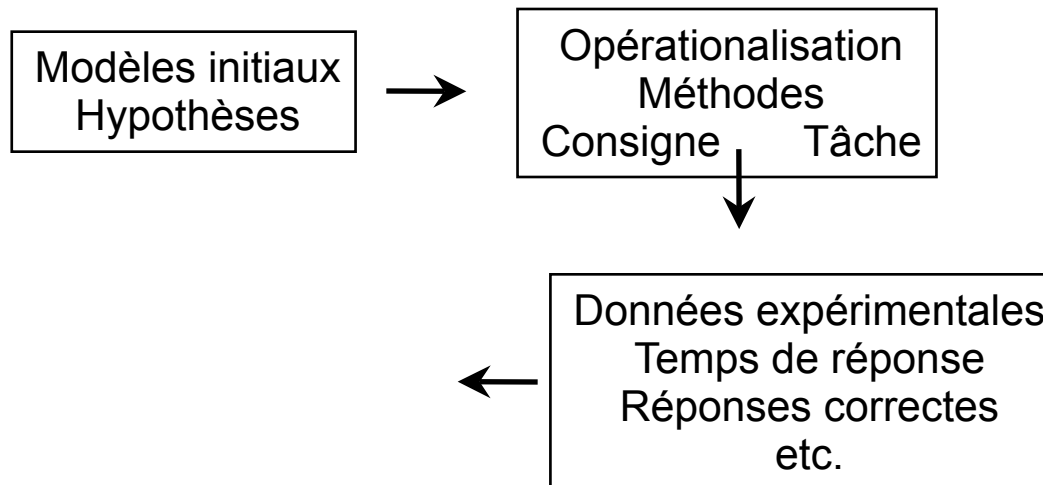 Modèles initiaux
Hypothèses
Opérationalisation
Méthodes
Consigne Tâche
Données expérimentales
Temps de réponse
Réponses correctes
etc.